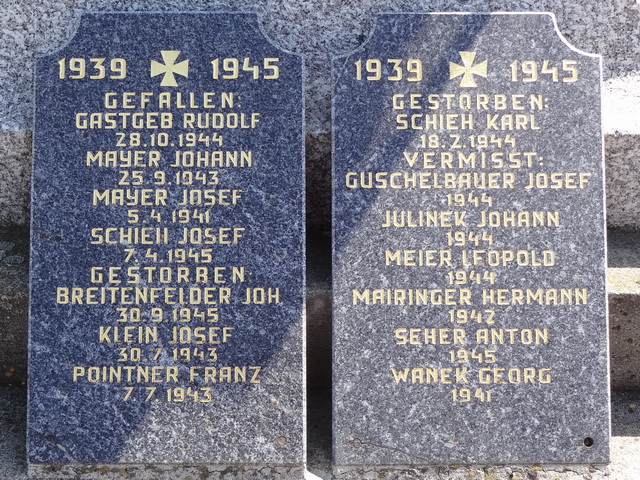 1939 1945
GEFALLEN:
GASTGEB RUDOLF
28.10.1944
MAYER JOHANN
25.9.1943
MAYER JOSEF
5.4.1941
SCHIEH JOSEF
7.4.1945
GESTORBEN:
BREITENFELDER JOH.
30.9.1945
KLEIN JOSEF
30.7.1943
POINTNER FRANZ
7.7.1943
1939 1945
GESTORBEN:
SCHIEH KARL
18.2.1944
VERMISST:
GUSCHELBAUER JOSEF
1944
JULINEK JOHANN
1944
MEIER LEOPOLD
1944
MAIRINGER HERMANN
1942
SEHER ANTON
1945
WANEK GEORG
1941